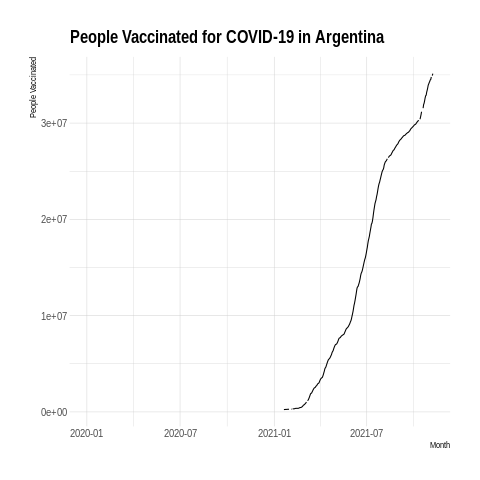 People Vaccinated for COVID-19 in Argentina
People Vaccinated
3e+07
2e+07
1e+07
0e+00
2020-01 2020-07 2021-01 2021-07
Month